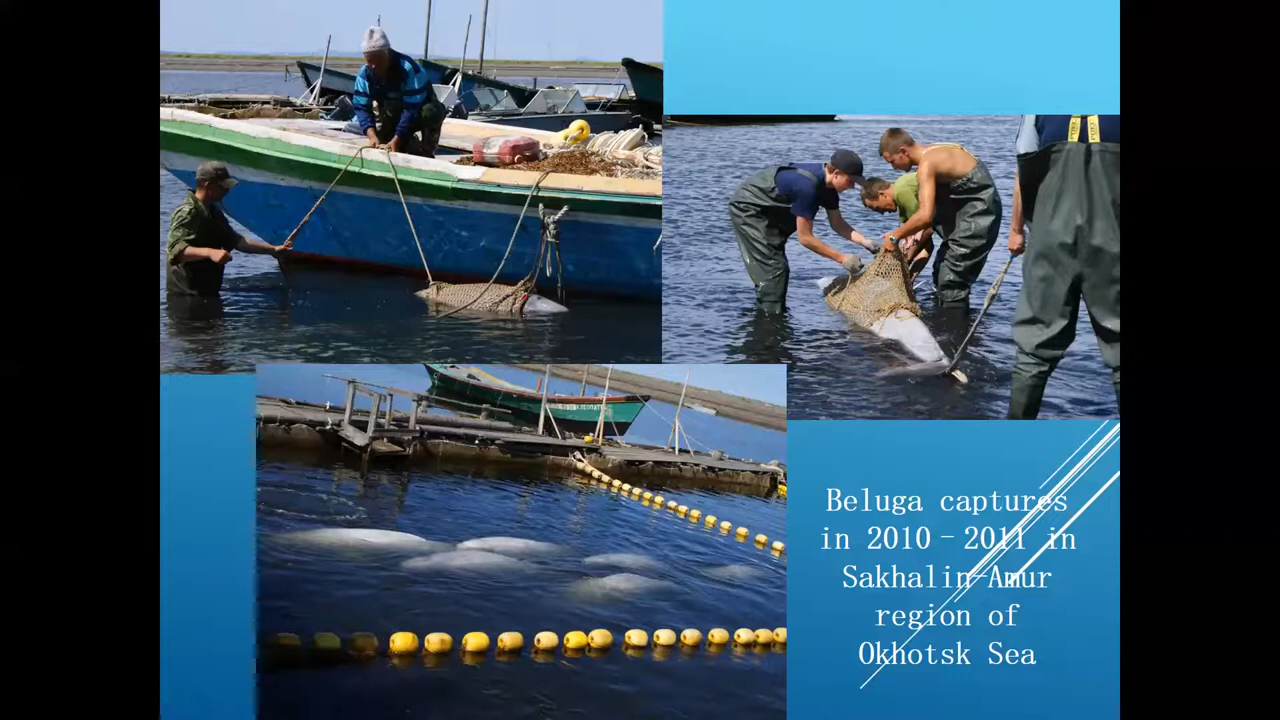 Beluga captures
in 2010–2011 in
Sakhalin-Amur
region of
Okhotsk Sea